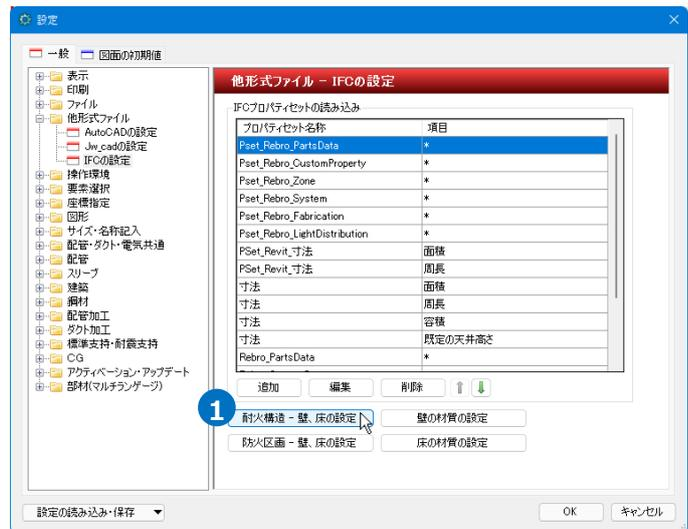 設定
一般
図面の初期値
表示
印刷
ファイル
他形式ファイル
AutoCADの設定
Jw_cadの設定
IFCの設定
操作環境
要素選択
座標指定
図形
サイズ・名称記入
配管・ダクト・電気共通
配管
スリーブ
建築
鋼材
配管加工
ダクト加工
標準支持・耐震支持
CG
アクティベーション・アップデート
部材(マルチランゲージ)
他形式ファイル - IFCの設定
IFCプロパティセットの読み込み
プロパティセット名称 項目
Pset_Rebro_PartsData *
Pset_Rebro_CustomProperty *
Pset_Rebro_Zone *
Pset_Rebro_System *
Pset_Rebro_Fabrication *
Pset_Rebro_LightDistribution *
PSet_Revit_寸法 面積
PSet_Revit_寸法 周長
寸法 面積
寸法 周長
寸法 容積
寸法 既定の天井高さ
Rebro_PartsData *
追加 編集 削除
1
耐火構造 - 壁、床の設定 壁の材質の設定
防火区画 - 壁、床の設定 床の材質の設定
設定の読み込み・保存 OK キャンセル